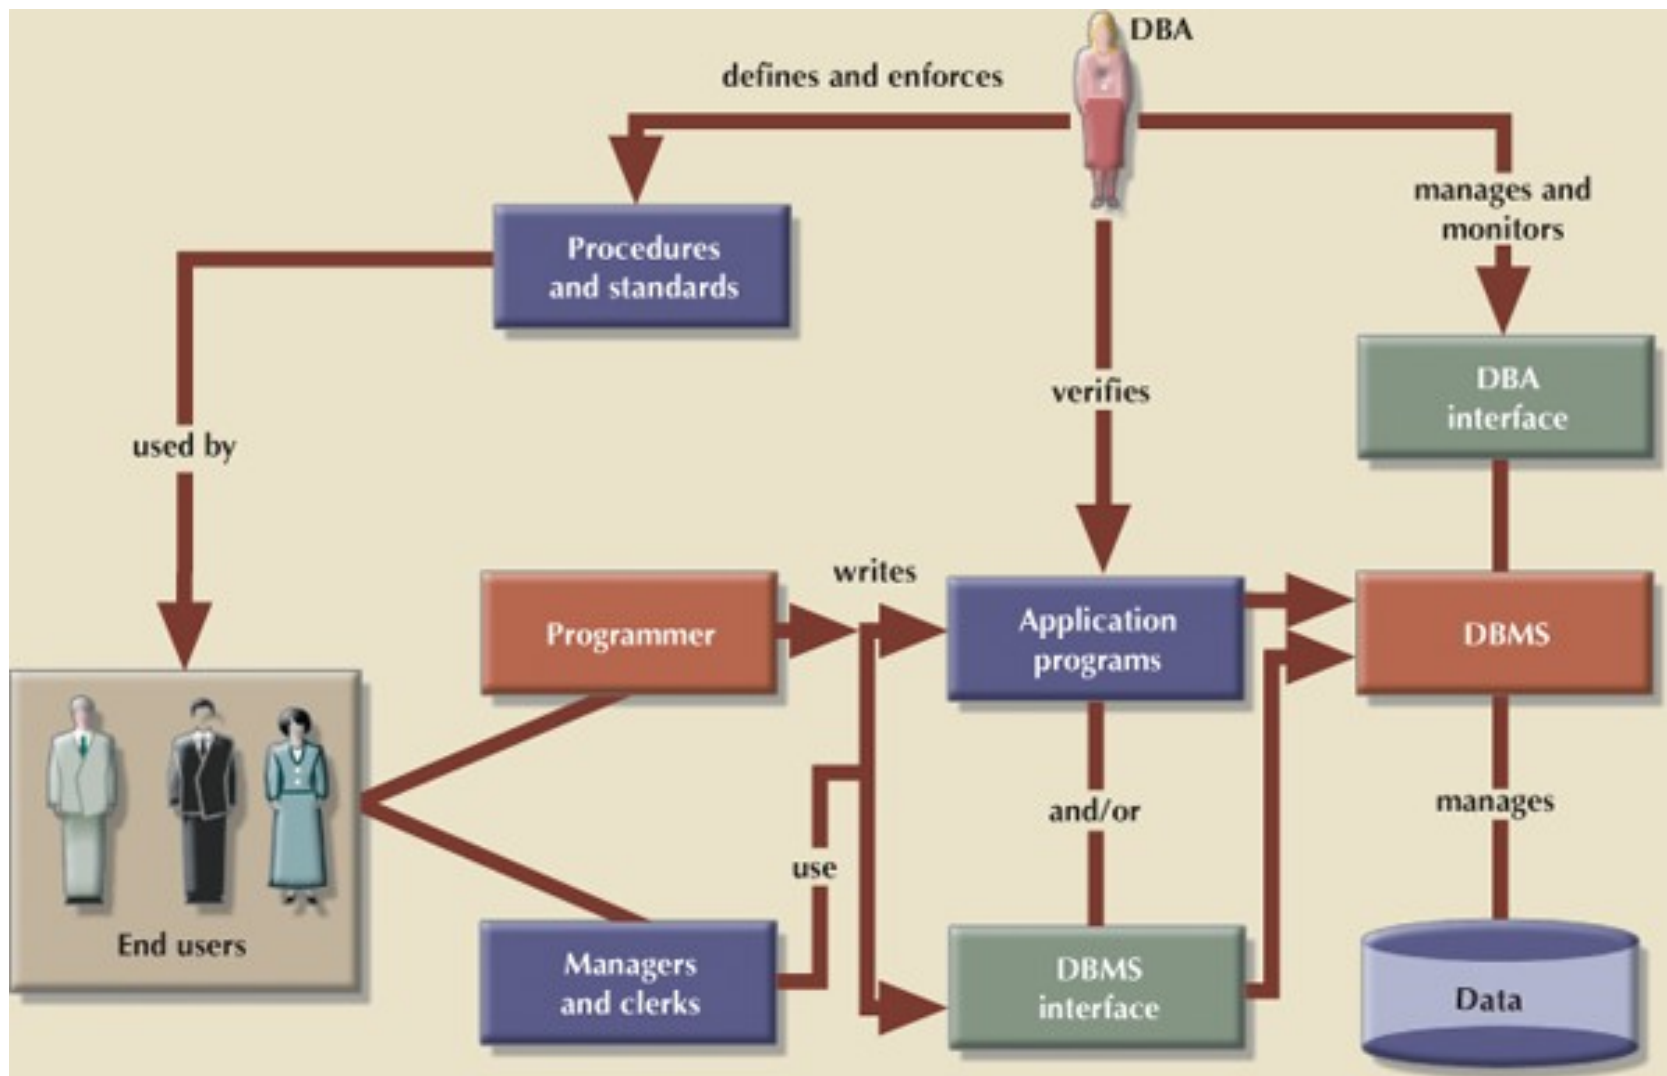 DBA
defines and enforces
manages and
monitors
Procedures
and standards
DBA
interface
verifies
used by
writes
Programmer
Application
programs
DBMS
and/or
manages
use
End users
Managers
and clerks
DBMS
interface
Data